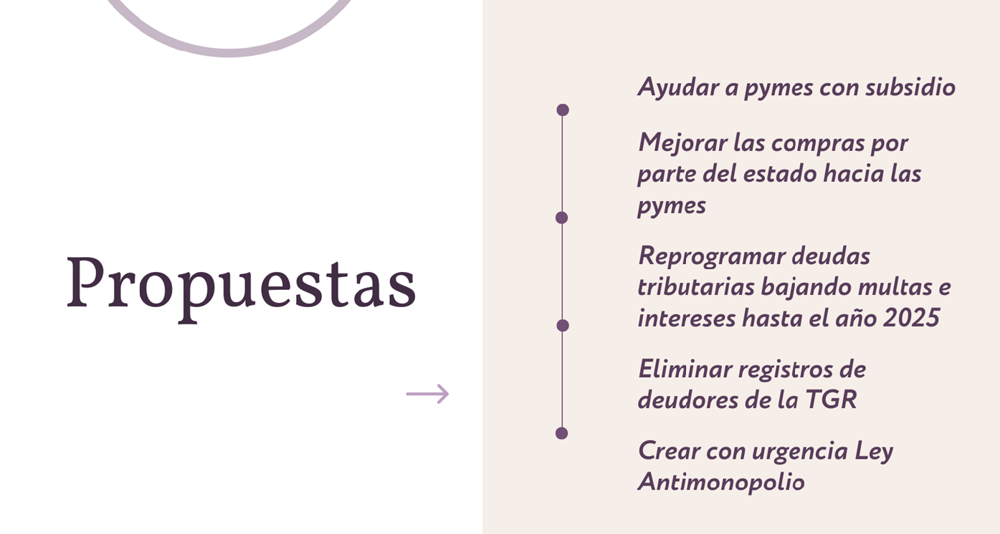 Propuestas
Ayudar a pymes con subsidio
Mejorar las compras por
parte del estado hacia las
pymes
Reprogramar deudas
tributarias bajando multas e
intereses hasta el año 2025
Eliminar registros de
deudores de la TGR
Crear con urgencia Ley
Antimonopolio